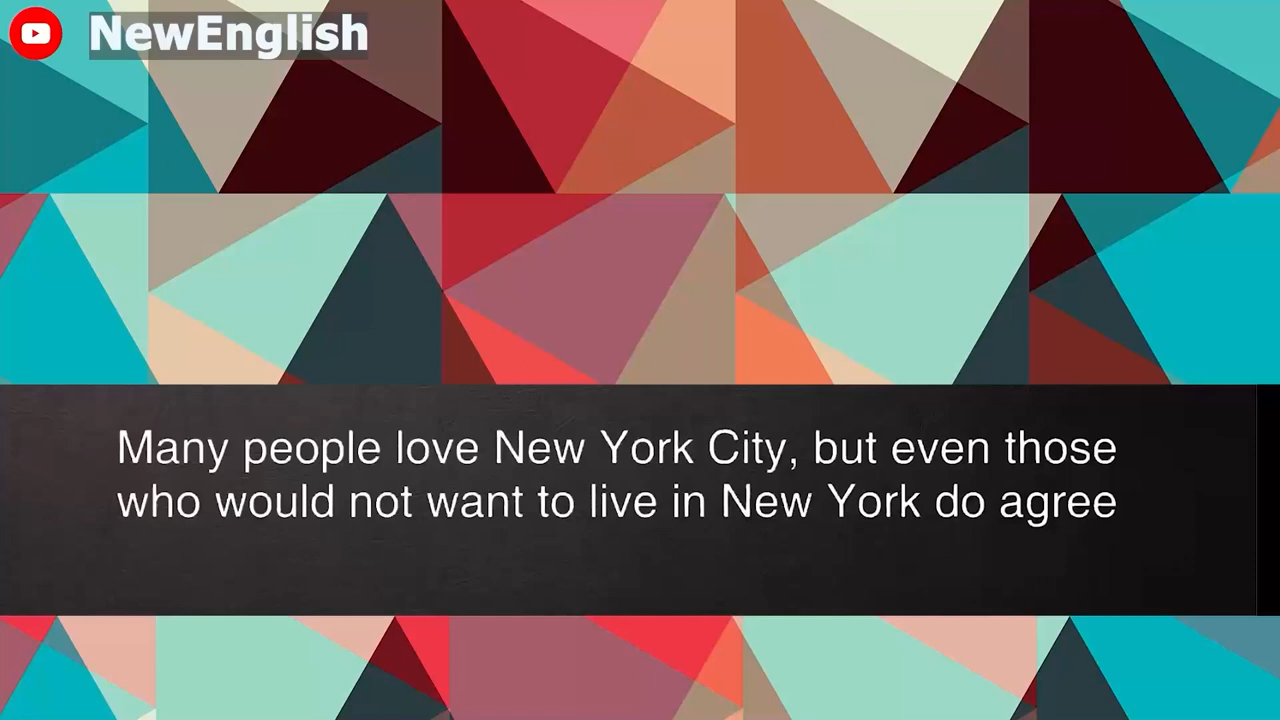 NewEnglish
Many people love New York City, but even those
who would not want to live in New York do agree